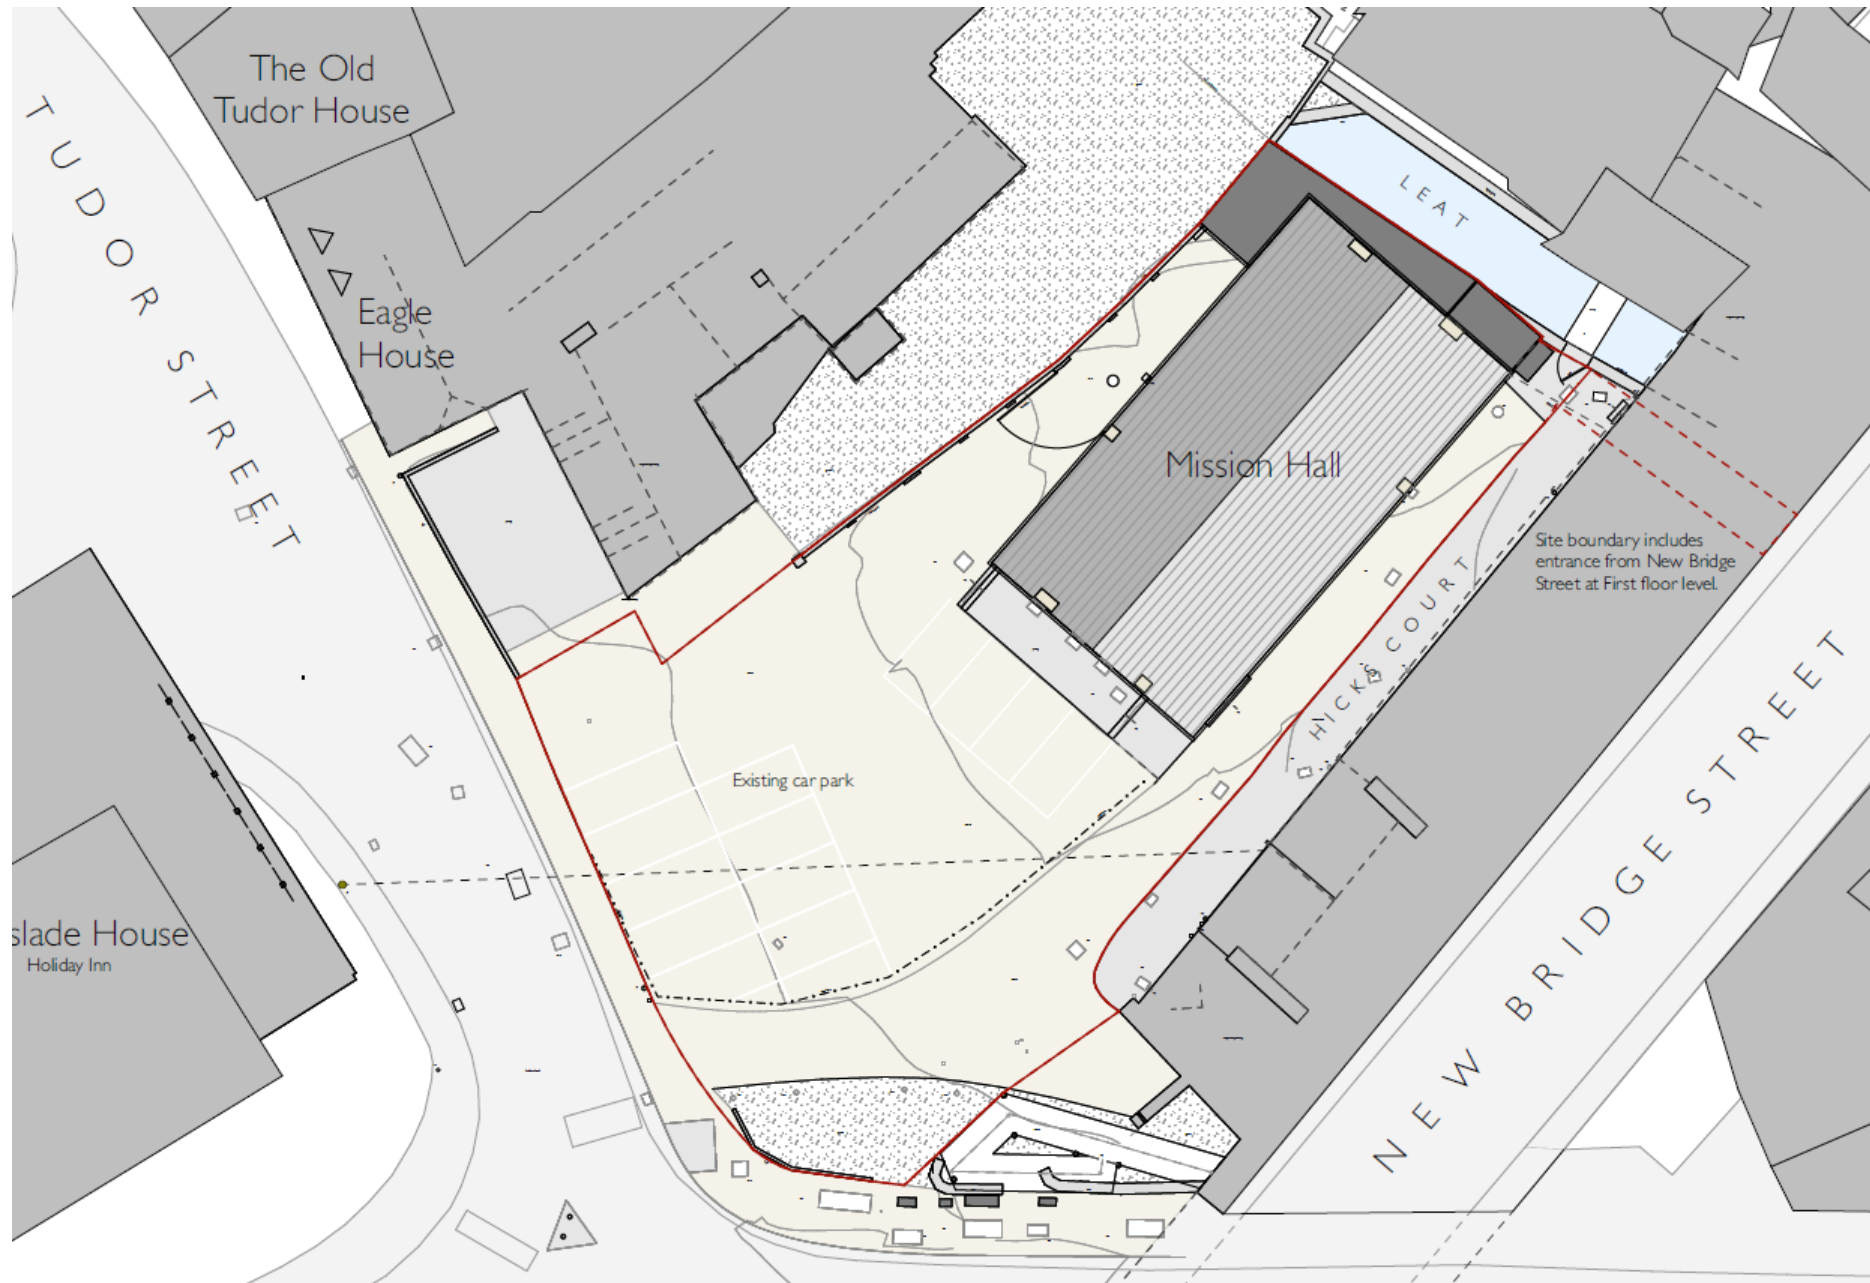 The Old
Tudor House
TUDOR STREET
Eagle
House
LEAT
Mission Hall
Site boundary includes
entrance from New Bridge
Street at First floor level.
HICKS COURT
NEW BRIDGE STREET
Existing car park
slade House
Holiday Inn